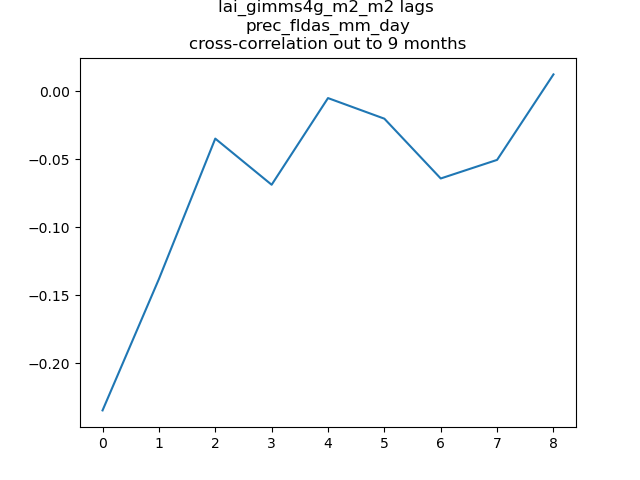 lai_gimms4g_m2_m2 lags
prec_fldas_mm_day
cross-correlation out to 9 months
0.00
−0.05
−0.10
−0.15
−0.20
0 1 2 3 4 5 6 7 8